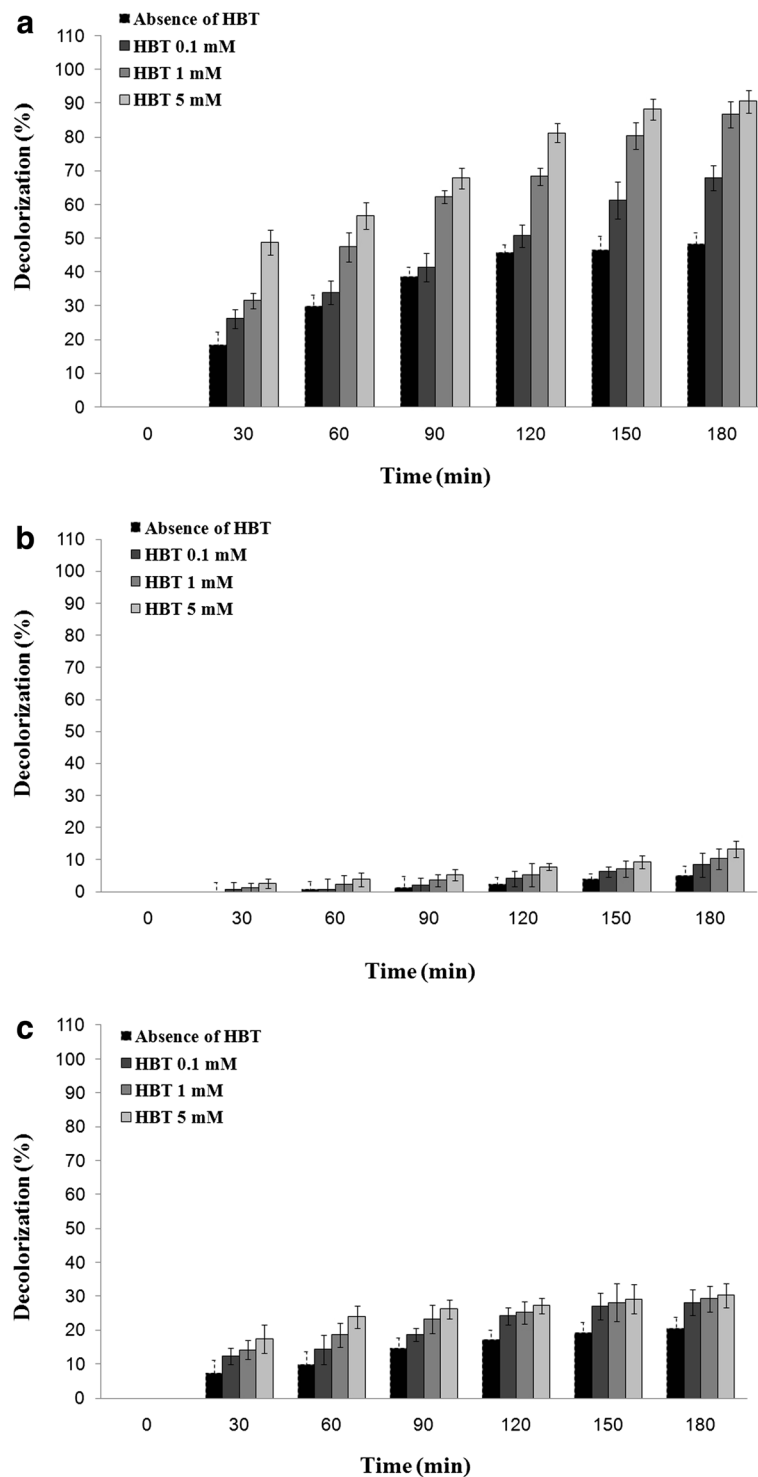 a
Absence of HBT
HBT 0.1 mM
HBT 1 mM
HBT 5 mM
Decolorization (%)
110
100
90
80
70
60
50
40
30
20
10
0
0 30 60 90 120 150 180
Time (min)
b
Absence of HBT
HBT 0.1 mM
HBT 1 mM
HBT 5 mM
Decolorization (%)
110
100
90
80
70
60
50
40
30
20
10
0
0 30 60 90 120 150 180
Time (min)
c
Absence of HBT
HBT 0.1 mM
HBT 1 mM
HBT 5 mM
Decolorization (%)
110
100
90
80
70
60
50
40
30
20
10
0
0 30 60 90 120 150 180
Time (min)